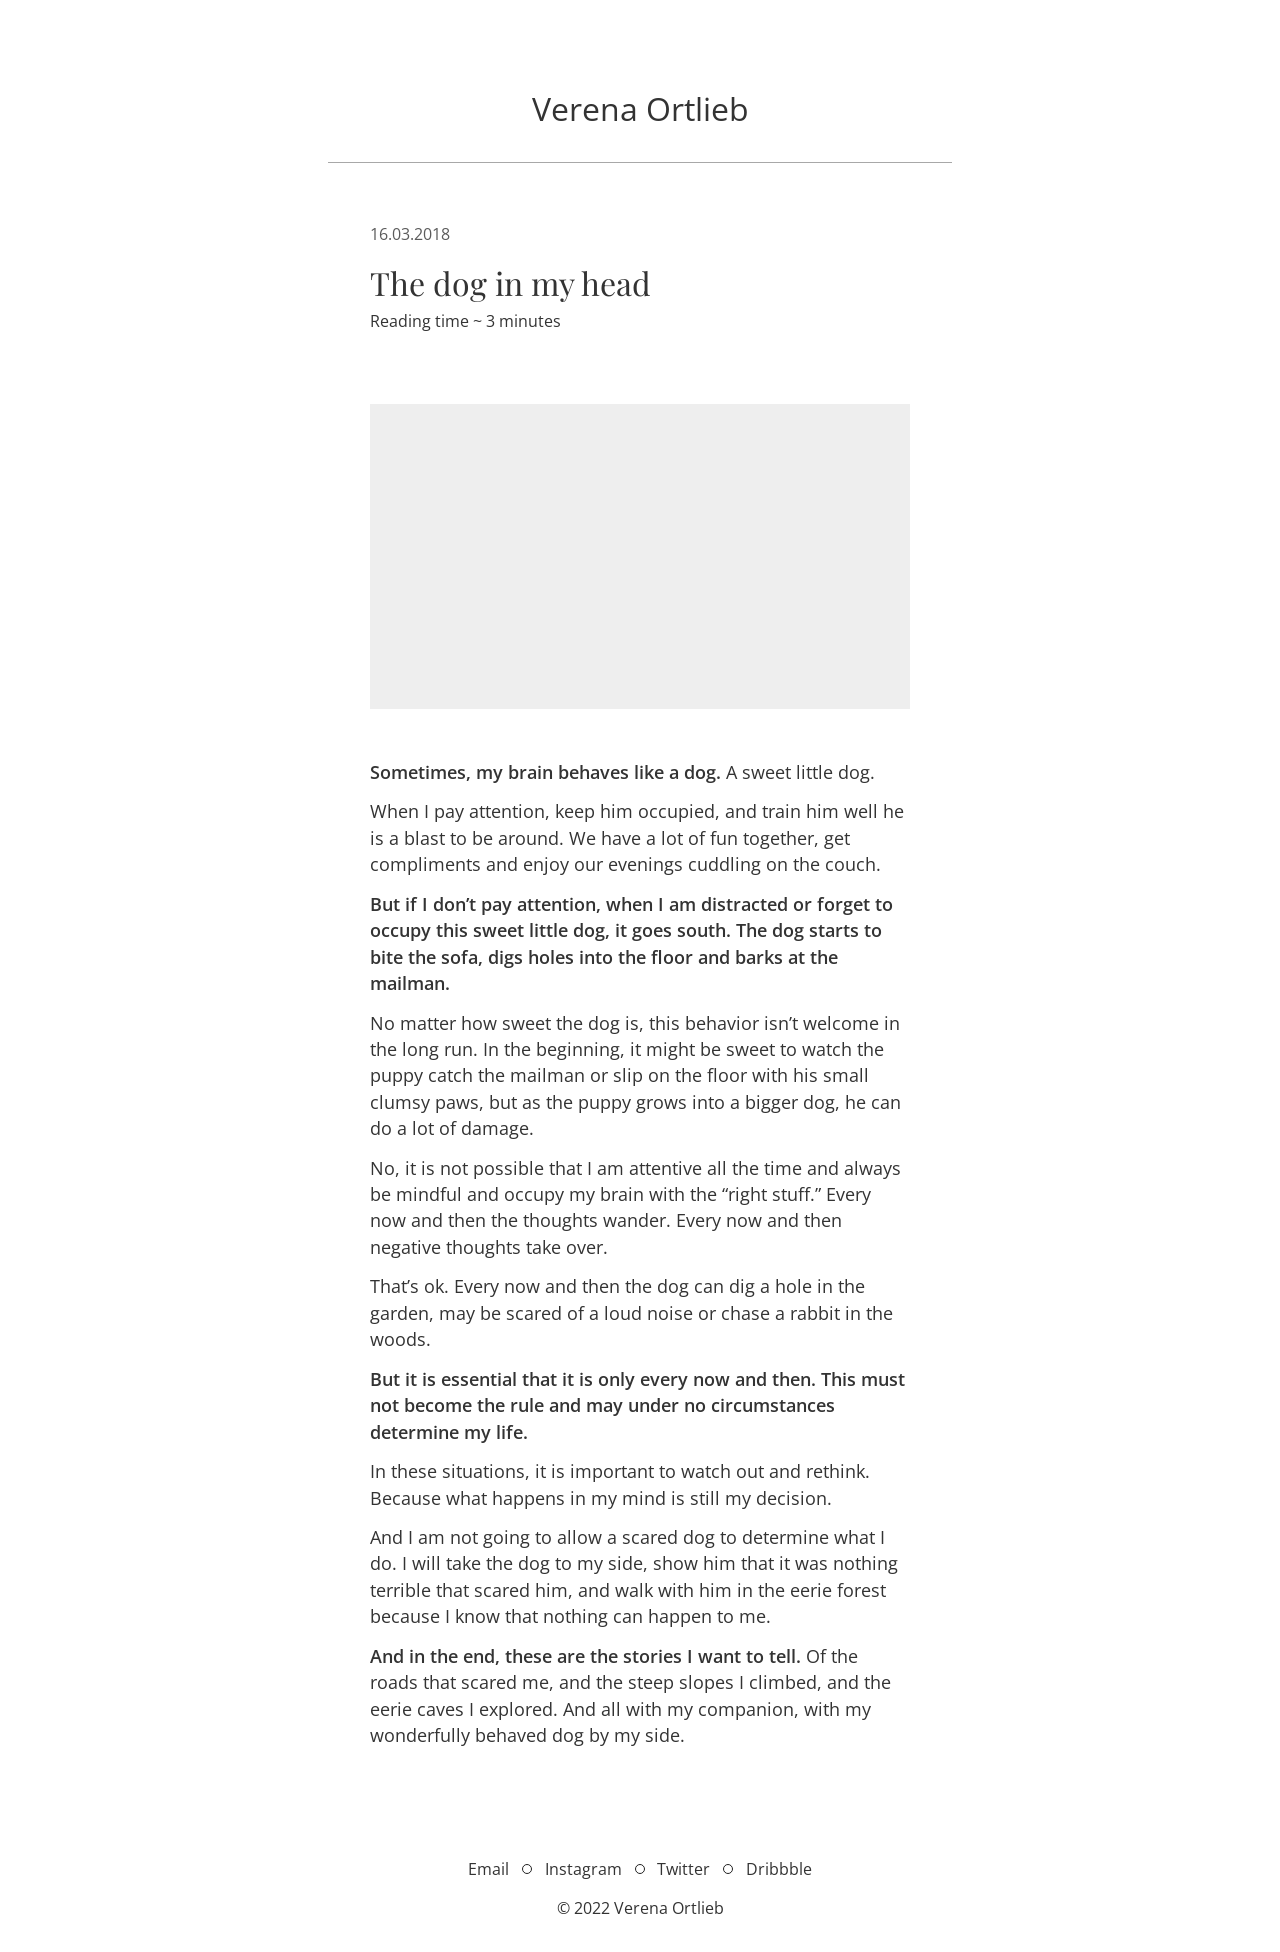 Verena Ortlieb
16.03.2018
The dog in my head
Reading time ~ 3 minutes
Sometimes, my brain behaves like a dog. A sweet little dog.
When I pay attention, keep him occupied, and train him well he
is a blast to be around. We have a lot of fun together, get
compliments and enjoy our evenings cuddling on the couch.
But if I don’t pay attention, when I am distracted or forget to
occupy this sweet little dog, it goes south. The dog starts to
bite the sofa, digs holes into the floor and barks at the
mailman.
No matter how sweet the dog is, this behavior isn’t welcome in
the long run. In the beginning, it might be sweet to watch the
puppy catch the mailman or slip on the floor with his small
clumsy paws, but as the puppy grows into a bigger dog, he can
do a lot of damage.
No, it is not possible that I am attentive all the time and always
be mindful and occupy my brain with the “right stuff.” Every
now and then the thoughts wander. Every now and then
negative thoughts take over.
That’s ok. Every now and then the dog can dig a hole in the
garden, may be scared of a loud noise or chase a rabbit in the
woods.
But it is essential that it is only every now and then. This must
not become the rule and may under no circumstances
determine my life.
In these situations, it is important to watch out and rethink.
Because what happens in my mind is still my decision.
And I am not going to allow a scared dog to determine what I
do. I will take the dog to my side, show him that it was nothing
terrible that scared him, and walk with him in the eerie forest
because I know that nothing can happen to me.
And in the end, these are the stories I want to tell. Of the
roads that scared me, and the steep slopes I climbed, and the
eerie caves I explored. And all with my companion, with my
wonderfully behaved dog by my side.
Email Instagram Twitter Dribbble
© 2022 Verena Ortlieb